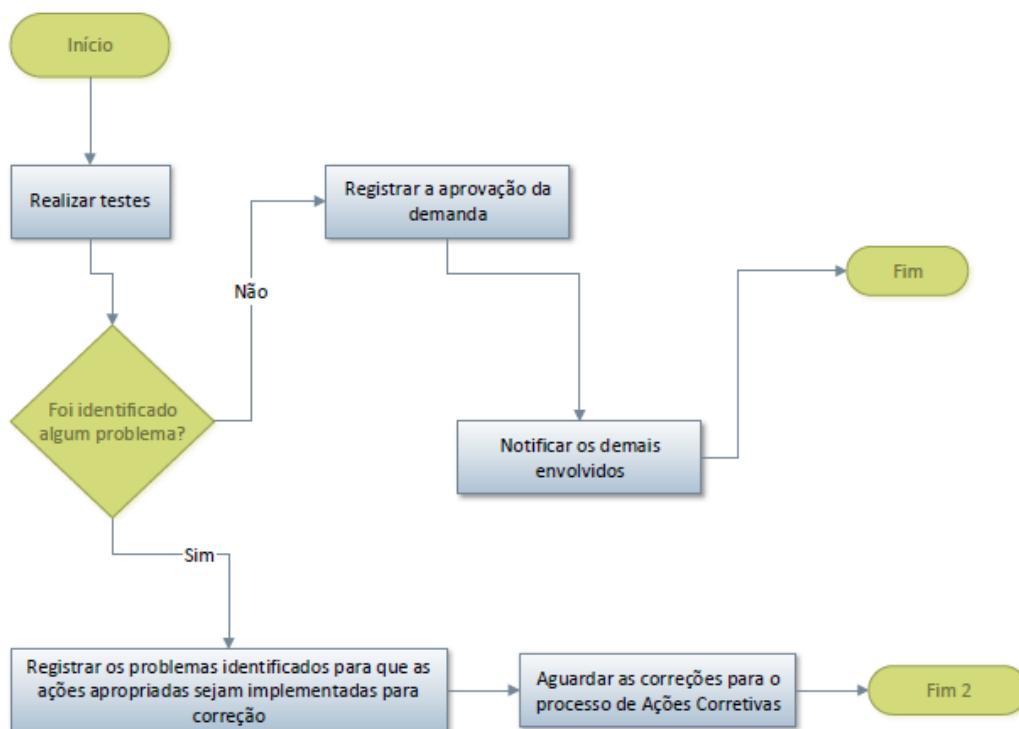 Início
Realizar testes
Registrar a aprovação da
demanda
Não
Fim
Foi identificado
algum problema?
Notificar os demais
envolvidos
Sim
Registrar os problemas identificados para que as
ações apropriadas sejam implementadas para
correção
Aguardar as correções para o
processo de Ações Corretivas
Fim 2